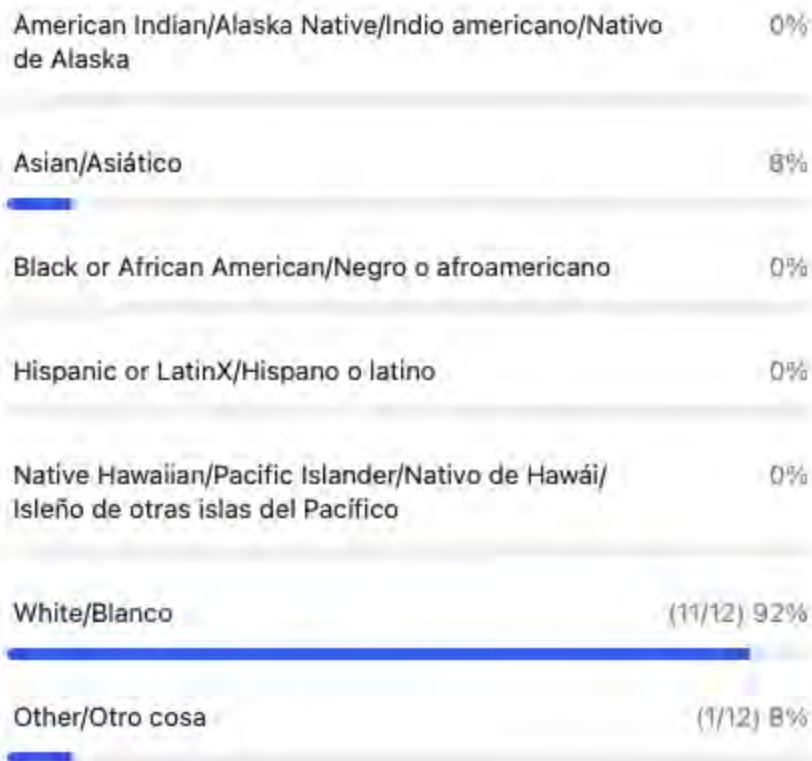 American Indian/Alaska Native/Indio americano/Nativo
de Alaska
0%
Asian/Asiático
8%
Black or African American/Negro o afroamericano
0%
Hispanic or LatinX/Hispano o latino
0%
Native Hawaiian/Pacific Islander/Nativo de Hawái/
Isleño de otras islas del Pacífico
0%
White/Blanco
(11/12) 92%
Other/Otro cosa
(1/12) 8%